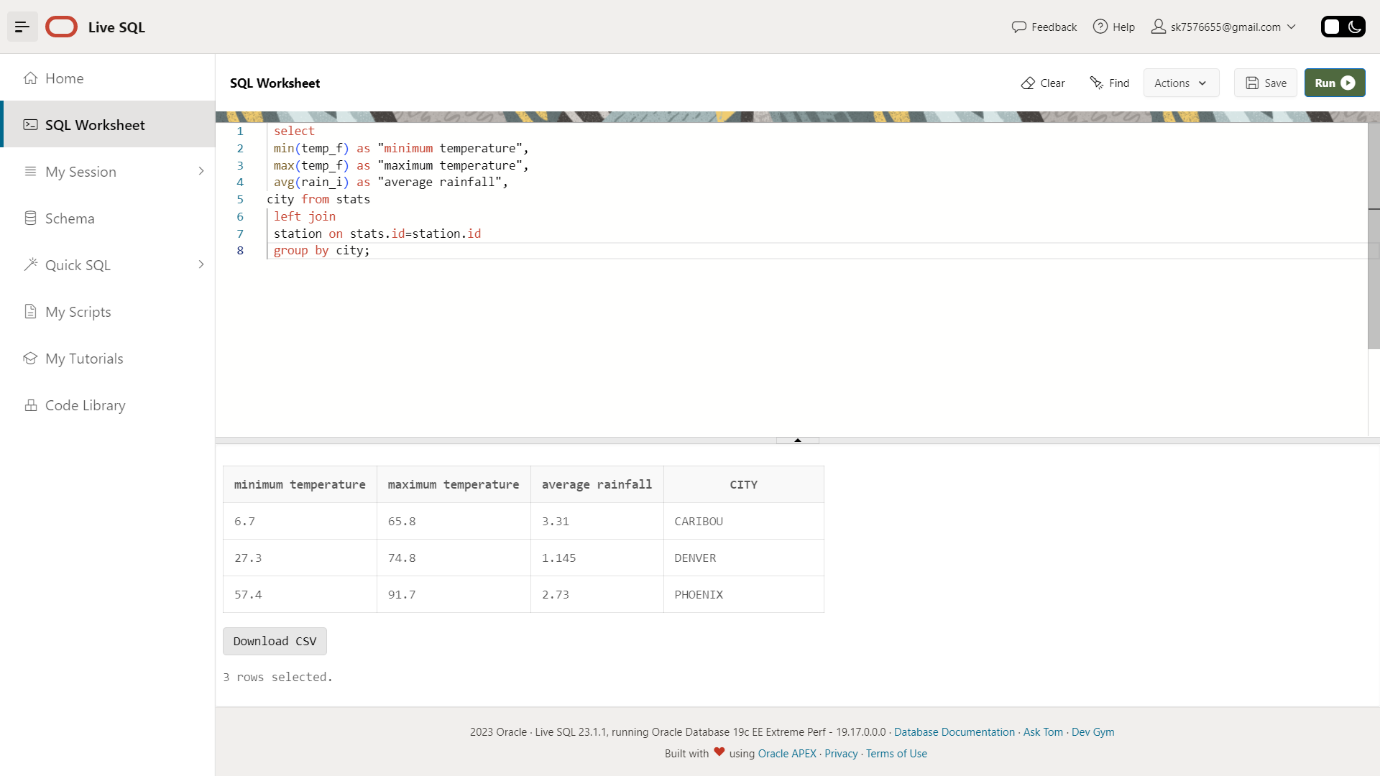 Live SQL
Feedback Help sk7576655@gmail.com
Home
SQL Worksheet
My Session
Schema
Quick SQL
My Scripts
My Tutorials
Code Library
SQL Worksheet Clear Find Actions Save Run
1 select
2 min(temp_f) as "minimum temperature",
3 max(temp_f) as "maximum temperature",
4 avg(rain_i) as "average rainfall",
5 city from stats
6 left join
7 station on stats.id=station.id
8 group by city;
minimum temperature maximum temperature average rainfall CITY
6.7 65.8 3.31 CARIBOU
27.3 74.8 1.145 DENVER
57.4 91.7 2.73 PHOENIX
Download CSV
3 rows selected.
2023 Oracle · Live SQL 23.1.1, running Oracle Database 19c EE Extreme Perf - 19.17.0.0.0 · Database Documentation · Ask Tom · Dev Gym
Built with ❤ using Oracle APEX · Privacy · Terms of Use